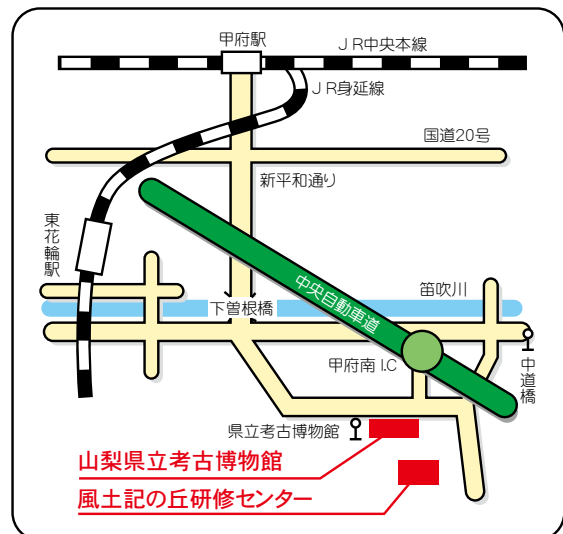 甲府駅
ＪＲ中央本線
ＪＲ身延線
国道20号
新平和通り
東花輪駅
中央自動車道
笛吹川
下曽根橋
甲府南 I.C
中道橋
県立考古博物館
山梨県立考古博物館
風土記の丘研修センター